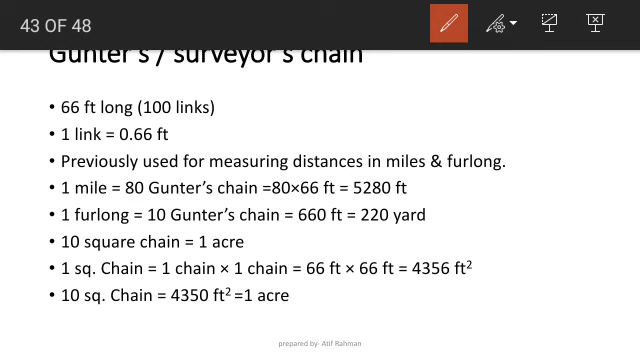 43 OF 48
Gunter's / surveyor's chain
• 66 ft long (100 links)
• 1 link = 0.66 ft
• Previously used for measuring distances in miles & furlong.
• 1 mile = 80 Gunter's chain =80×66 ft = 5280 ft
• 1 furlong = 10 Gunter's chain = 660 ft = 220 yard
• 10 square chain = 1 acre
• 1 sq. Chain = 1 chain × 1 chain = 66 ft × 66 ft = 4356 ft²
• 10 sq. Chain = 4350 ft² =1 acre
prepared by- Atif Rahman